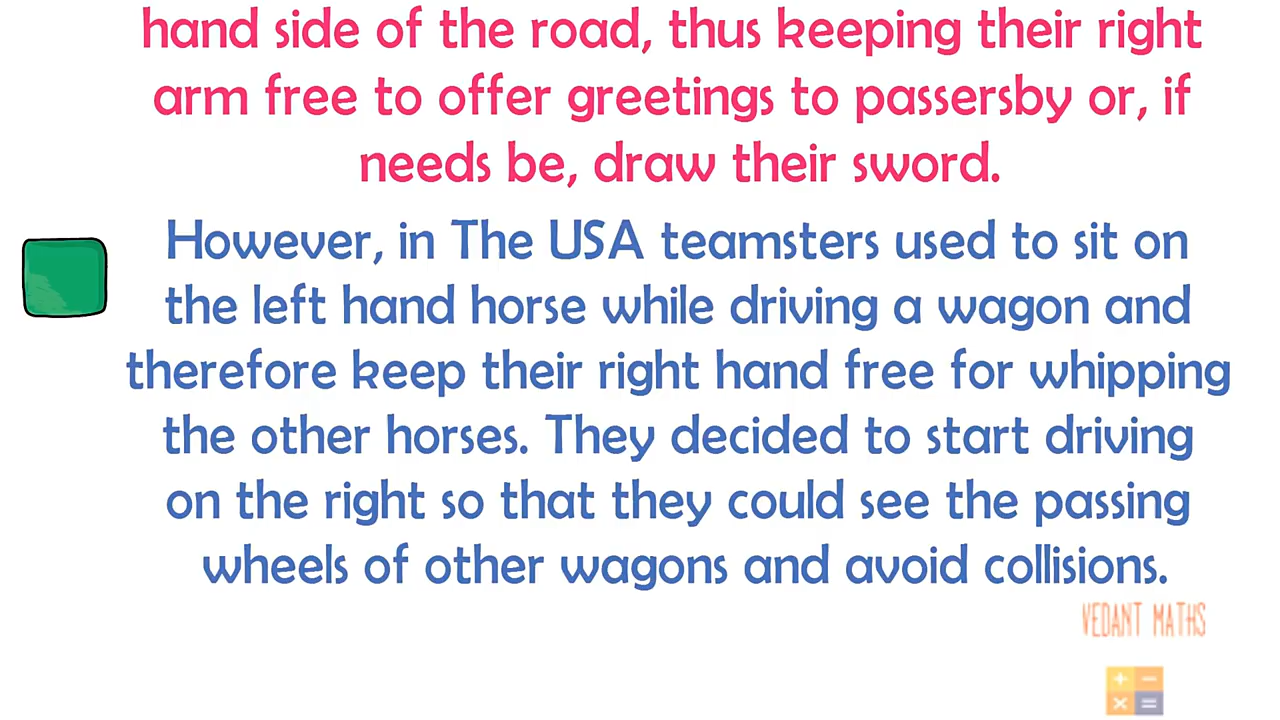 hand side of the road, thus keeping their right
arm free to offer greetings to passersby or, if
needs be, draw their sword.
However, in The USA teamsters used to sit on
the left hand horse while driving a wagon and
therefore keep their right hand free for whipping
the other horses. They decided to start driving
on the right so that they could see the passing
wheels of other wagons and avoid collisions.
VEDANT MATHS
+ −
× =